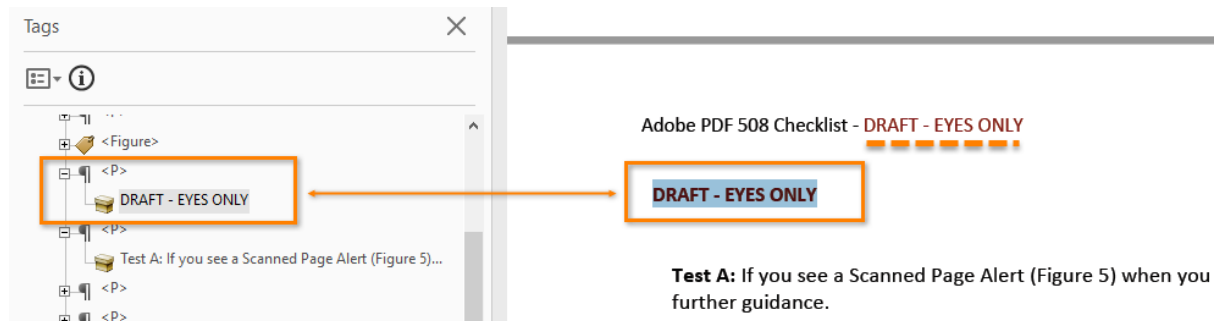 Tags
<Figure>
<P>
DRAFT - EYES ONLY
<P>
Test A: If you see a Scanned Page Alert (Figure 5)...
<P>
<P>
Adobe PDF 508 Checklist - DRAFT - EYES ONLY
DRAFT - EYES ONLY
Test A: If you see a Scanned Page Alert (Figure 5) when you
further guidance.